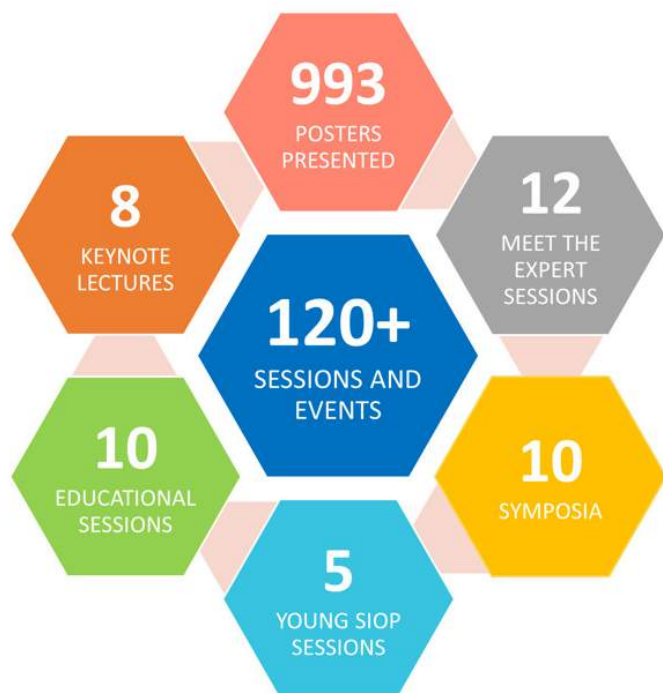 993
POSTERS
PRESENTED
8
KEYNOTE
LECTURES
12
MEET THE
EXPERT
SESSIONS
120+
SESSIONS AND
EVENTS
10
EDUCATIONAL
SESSIONS
10
SYMPOSIA
5
YOUNG SIOP
SESSIONS